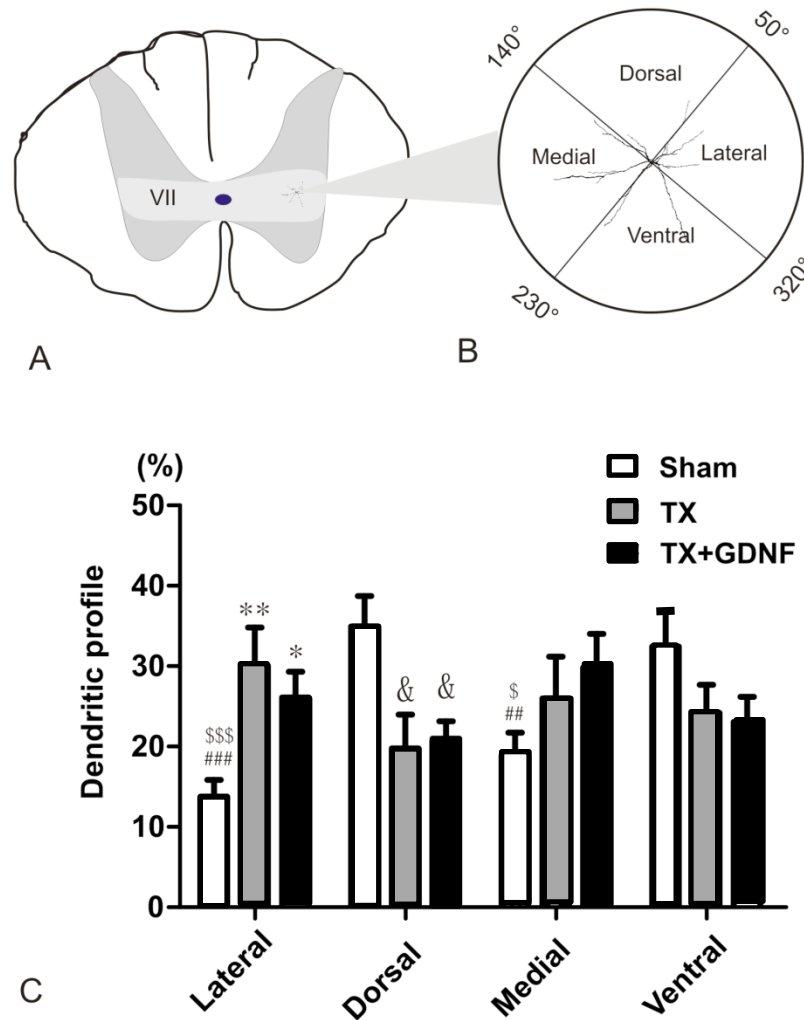 VII
A
140°
50°
Dorsal
Medial
Lateral
Ventral
230°
320°
B
(%)
Sham
TX
TX+GDNF
Dendritic profile
50
40
30
20
10
0
$$$
###
**
*
&
&
$
##
Lateral
Dorsal
Medial
Ventral
C